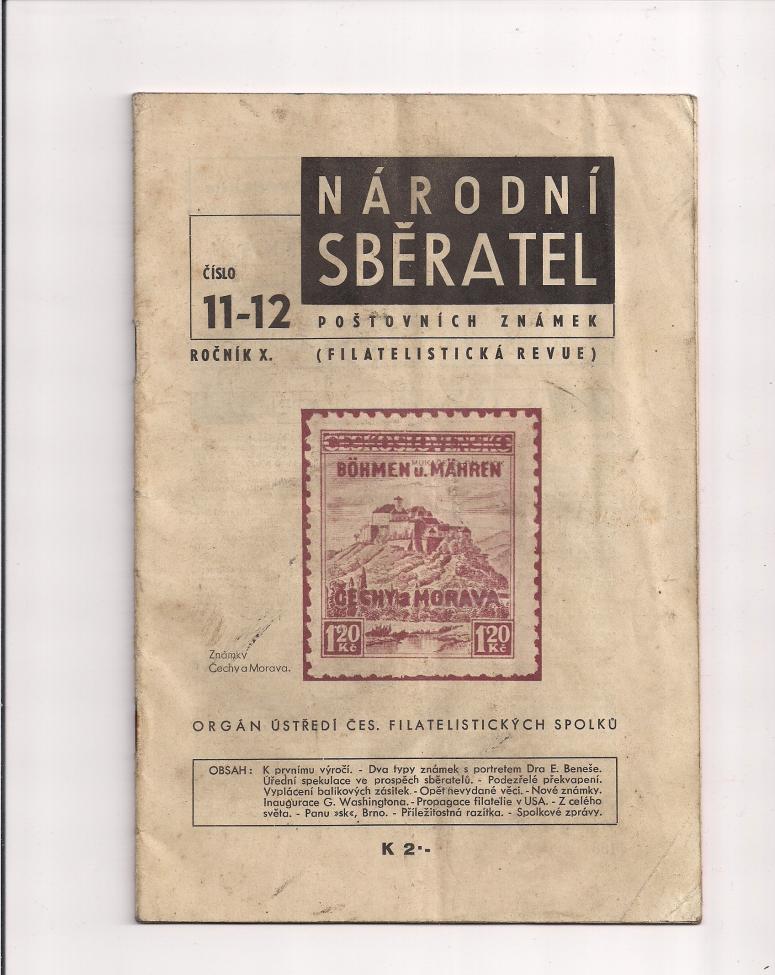 NÁRODNÍ
SBĚRATEL
ČÍSLO
11-12
POŠTOVNÍCH ZNÁMEK
ROČNÍK X.
(FILATELISTICKÁ REVUE)
ČESKOSLOVENSKO
BÖHMEN u. MÄHREN
ČECHY a MORAVA
1.20 Kč
1.20 Kč
Známky
Čechy a Morava.
ORGÁN ÚSTŘEDÍ ČES. FILATELISTICKÝCH SPOLKŮ
OBSAH: K prvnímu výročí. - Dva typy známek s portretem Dra E. Beneše.
Úřední spekulace ve prospěch sběratelů. - Podezřelé překvapení.
Vyplácení balíkových zásilek. - Opět nevydané věci. - Nové známky.
Inaugurace G. Washingtona. - Propagace filatelie v USA. - Z celého
světa. - Panu »sk«, Brno. - Příležitostná razítka. - Spolkové zprávy.
K 2·-